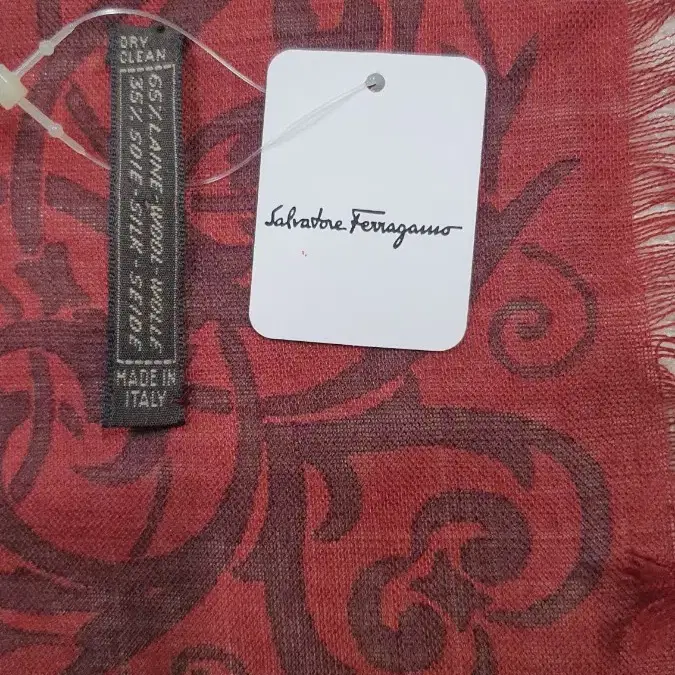 DRY
CLEAN
65% LAINE - WOOL - WOLLE
35% SOIE - SILK - SEIDE
MADE IN
ITALY
Salvatore Ferragamo